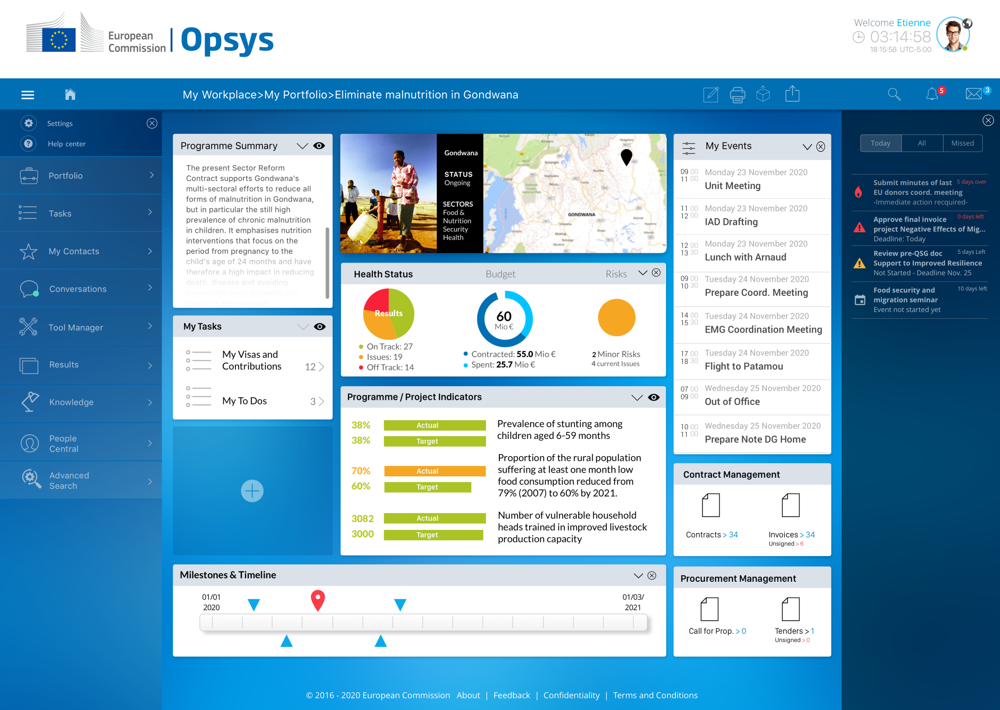 European
Commission
Opsys
Welcome Etienne
03:14:58
18:15:58 UTC-5:00
My Workplace>My Portfolio>Eliminate malnutrition in Gondwana
5
3
Settings
Help center
Portfolio
Tasks
My Contacts
Conversations
Tool Manager
Results
Knowledge
People
Central
Advanced
Search
Programme Summary
The present Sector Reform
Contract supports Gondwana's
multi-sectoral efforts to reduce all
forms of malnutrition in Gondwana,
but in particular the still high
prevalence of chronic malnutrition
in children. It emphasises nutrition
interventions that focus on the
period from pregnancy to the
child's age of 24 months and have
therefore a high impact in reducing
death, disease and avoiding
irreversible harm to health and
cognitive development
My Tasks
My Visas and
Contributions
12
My To Dos
3
Gondwana
STATUS
Ongoing
SECTORS
Food &
Nutrition
Security
Health
GONDWANA
Health Status
Budget
Risks
Results
On Track: 27
Issues: 19
Off Track: 14
60
Mio €
Contracted: 55.0 Mio €
Spent: 25.7 Mio €
2 Minor Risks
4 current Issues
Programme / Project Indicators
38% Actual
38% Target
Prevalence of stunting among
children aged 6-59 months
70% Actual
60% Target
Proportion of the rural population
suffering at least one month low
food consumption reduced from
79% (2007) to 60% by 2021.
3082 Actual
3000 Target
Number of vulnerable household
heads trained in improved livestock
production capacity
Milestones & Timeline
01/01
2020
01/03/
2021
My Events
09 00
11 00
Monday 23 November 2020
Unit Meeting
11 00
12 00
Monday 23 November 2020
IAD Drafting
12 00
13 30
Monday 23 November 2020
Lunch with Arnaud
09 00
10 30
Tuesday 24 November 2020
Prepare Coord. Meeting
14 00
15 30
Tuesday 24 November 2020
EMG Coordination Meeting
17 00
18 30
Tuesday 24 November 2020
Flight to Patamou
07 00
09 00
Wednesday 25 November 2020
Out of Office
10 00
11 00
Wednesday 25 November 2020
Prepare Note DG Home
Contract Management
Contracts > 34
Invoices > 34
Unsigned > 6
Procurement Management
Call for Prop. > 0
Tenders > 1
Unsigned > 0
Today
All
Missed
Submit minutes of last 5 days over
EU donors coord. meeting
-Immediate action recquired-
Approve final invoice 0 days left
project Negative Effects of Mig...
Deadline: Today
Review pre-QSG doc 5 days Left
Support to Improved Resilience
Not Started - Deadline Nov. 25
Food security and 10 days left
migration seminar
Event not started yet
© 2016 - 2020 European Commission About | Feedback | Confidentiality | Terms and Conditions